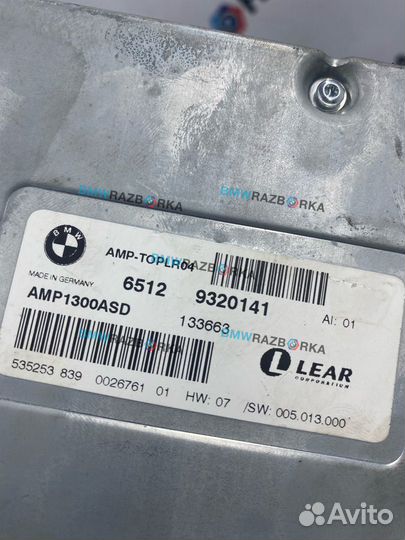 BMWRAZBORKA
BMWRAZBORKA
BMWRAZBORKA
BMW
AMP-TOPLR04
MADE IN GERMANY
6512 9320141
AI: 01
AMP1300ASD
133663
BMWRAZBORKA
LEAR
CORPORATION
535253 839 0026761 01 HW: 07 /SW: 005.013.000
BMWRAZBORKA
Avito